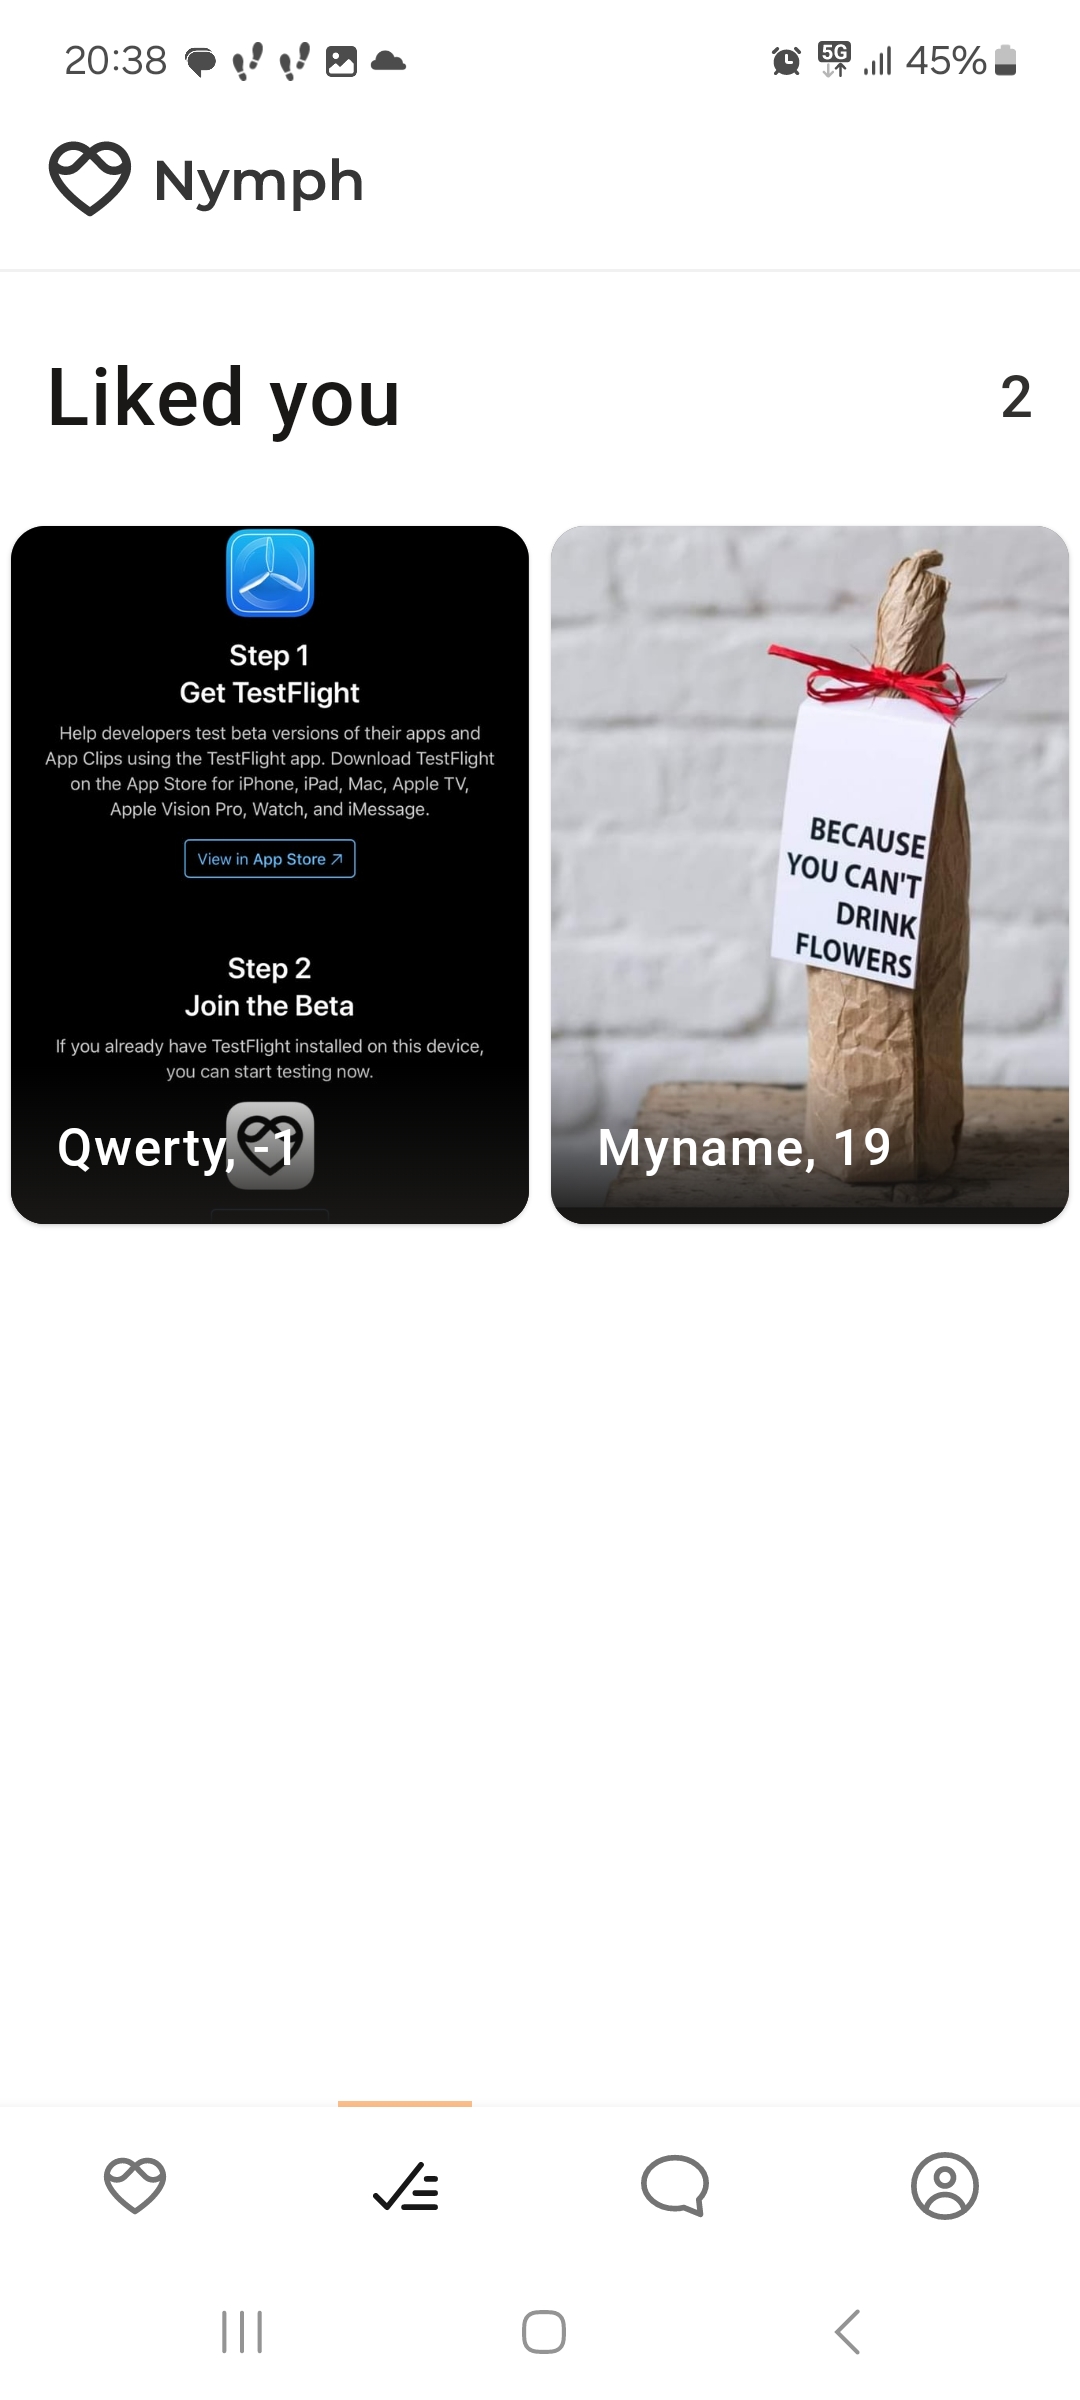 20:38
5G
45%
Nymph
Liked you
2
Step 1
Get TestFlight
Help developers test beta versions of their apps and
App Clips using the TestFlight app. Download TestFlight
on the App Store for iPhone, iPad, Mac, Apple TV,
Apple Vision Pro, Watch, and iMessage.
View in App Store ↗
Step 2
Join the Beta
If you already have TestFlight installed on this device,
you can start testing now.
Qwerty, -1
BECAUSE
YOU CAN'T
DRINK
FLOWERS
Myname, 19